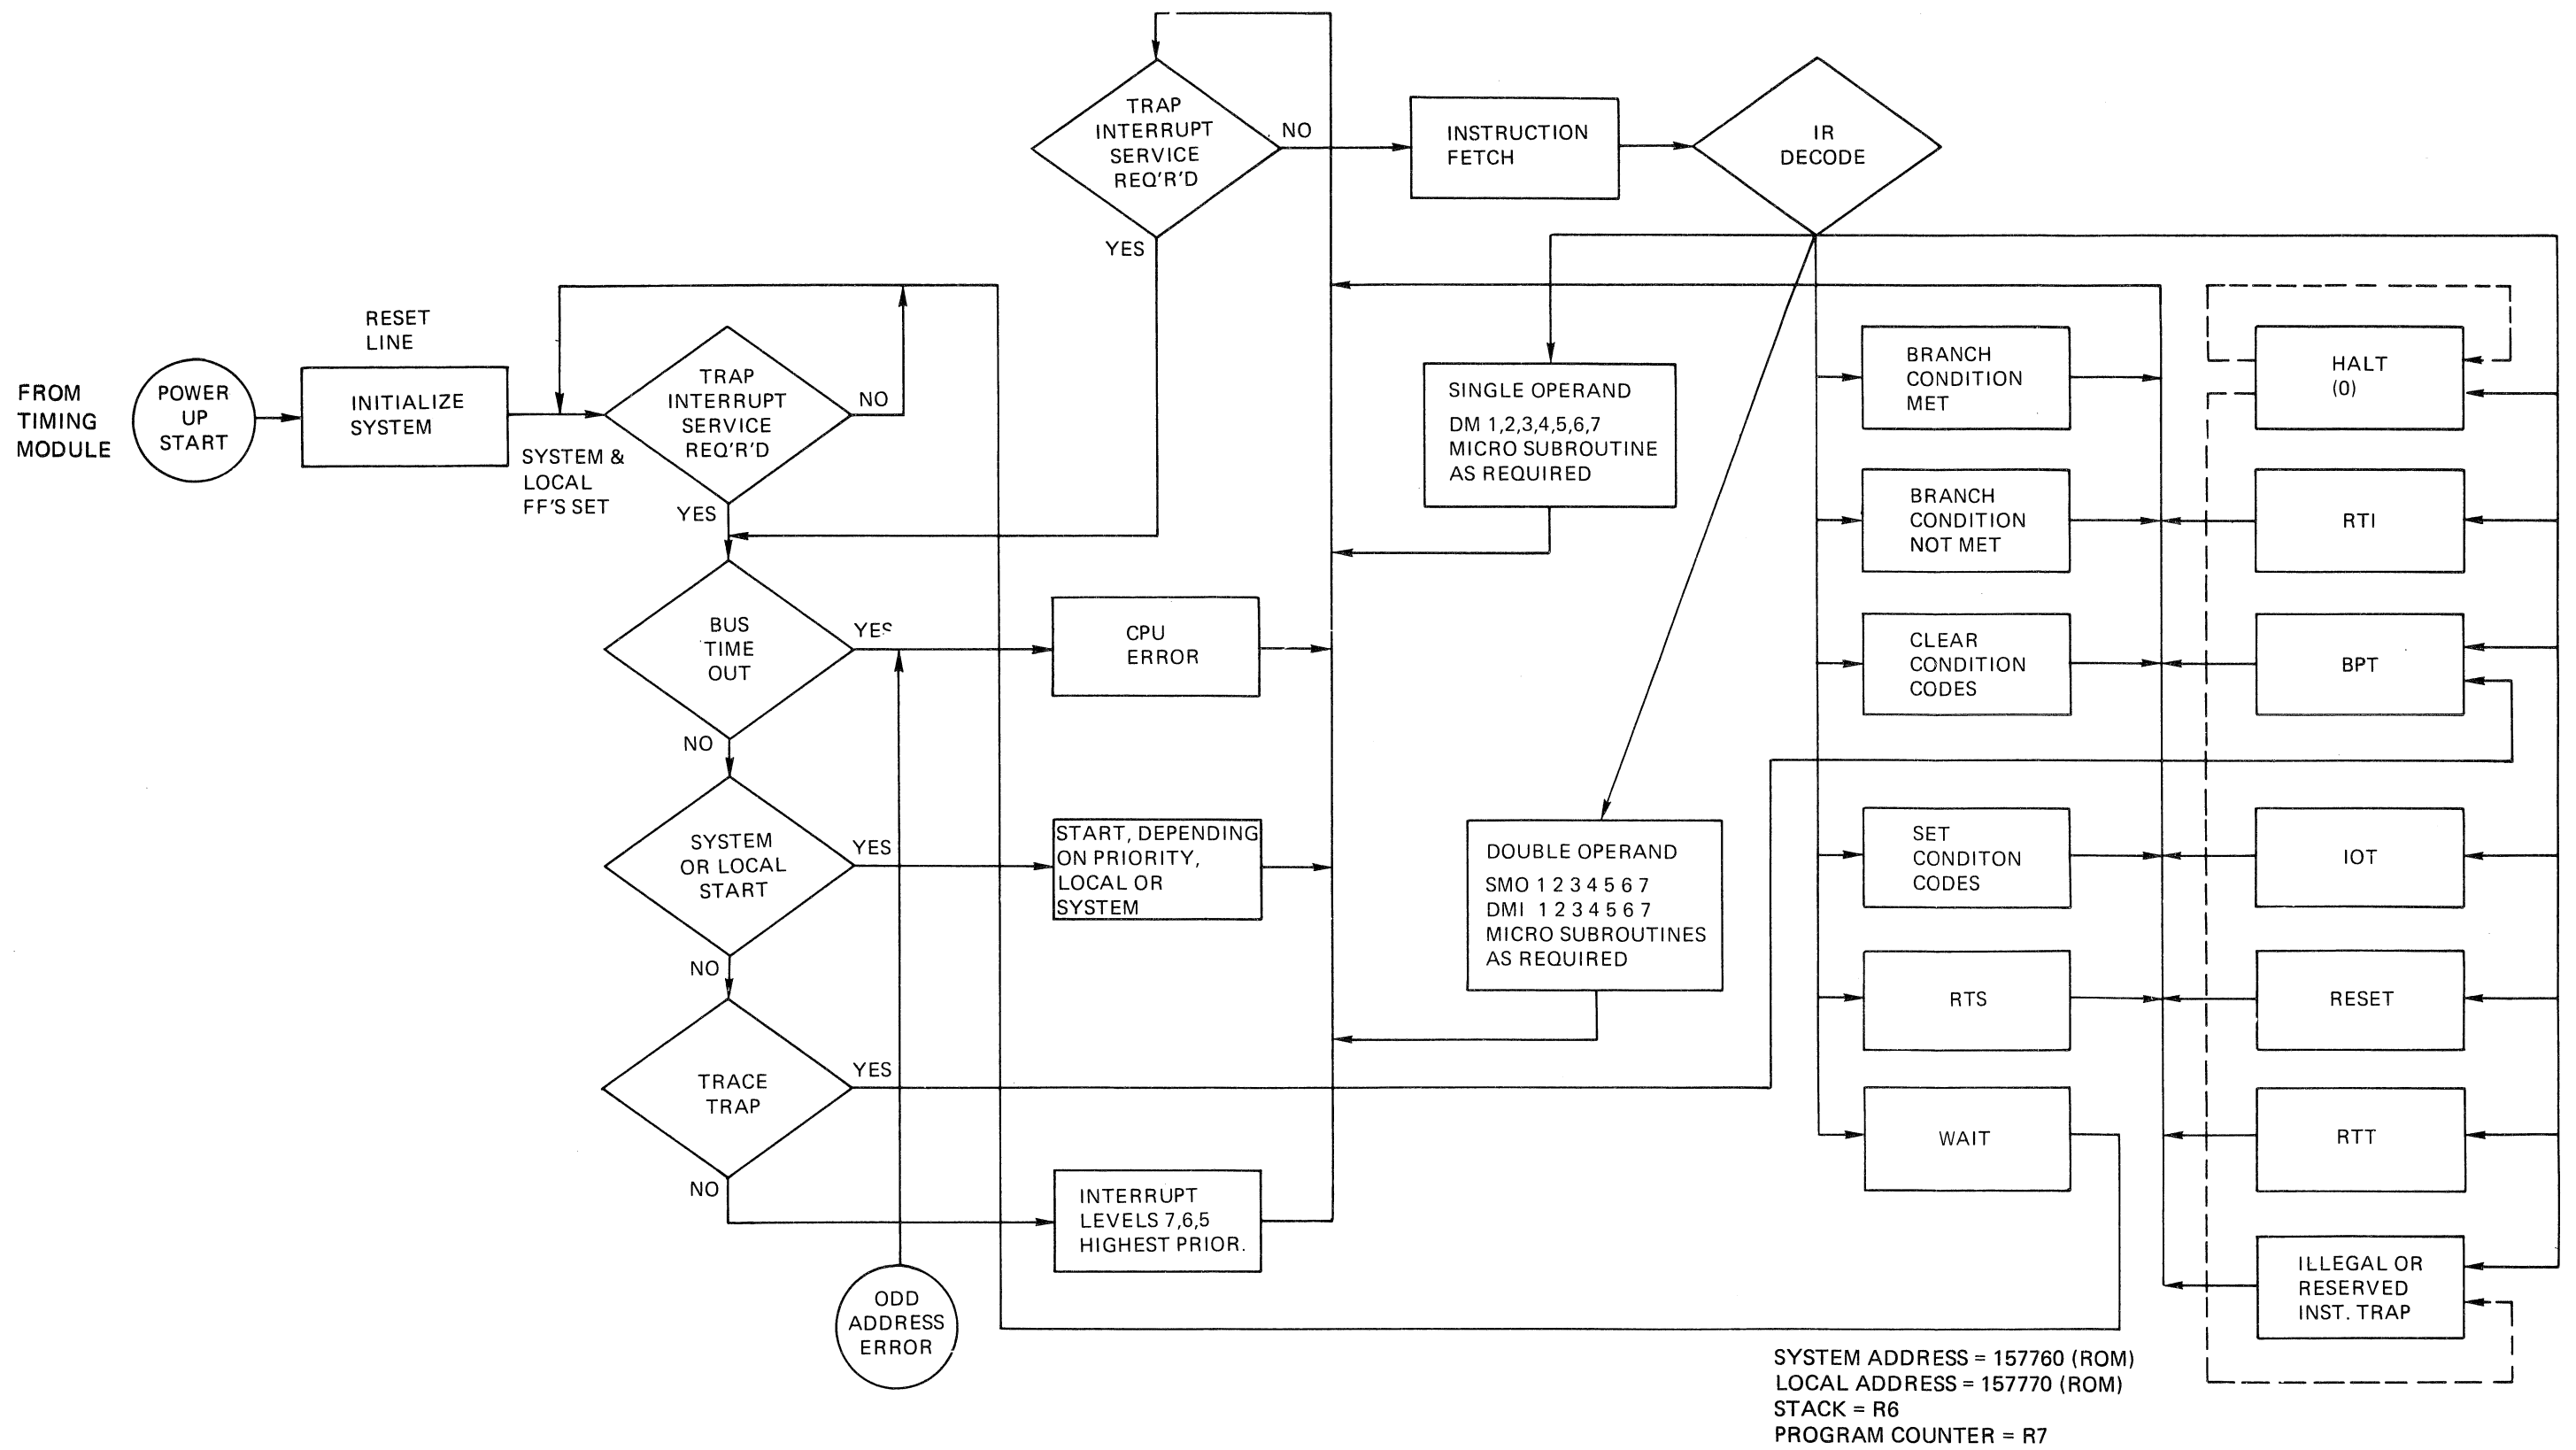 TRAP
INTERRUPT
SERVICE
REQ'R'D
NO
YES
INSTRUCTION
FETCH
IR
DECODE
FROM
TIMING
MODULE
POWER
UP
START
RESET
LINE
INITIALIZE
SYSTEM
SYSTEM &
LOCAL
FF'S SET
TRAP
INTERRUPT
SERVICE
REQ'R'D
NO
YES
BUS
TIME
OUT
YES
NO
CPU
ERROR
SYSTEM
OR LOCAL
START
YES
NO
START, DEPENDING
ON PRIORITY,
LOCAL OR
SYSTEM
TRACE
TRAP
YES
NO
INTERRUPT
LEVELS 7,6,5
HIGHEST PRIOR.
ODD
ADDRESS
ERROR
SINGLE OPERAND
DM 1,2,3,4,5,6,7
MICRO SUBROUTINE
AS REQUIRED
DOUBLE OPERAND
SMO 1 2 3 4 5 6 7
DMI 1 2 3 4 5 6 7
MICRO SUBROUTINES
AS REQUIRED
BRANCH
CONDITION
MET
BRANCH
CONDITION
NOT MET
CLEAR
CONDITION
CODES
SET
CONDITON
CODES
RTS
WAIT
HALT
(0)
RTI
BPT
IOT
RESET
RTT
ILLEGAL OR
RESERVED
INST. TRAP
SYSTEM ADDRESS = 157760 (ROM)
LOCAL ADDRESS = 157770 (ROM)
STACK = R6
PROGRAM COUNTER = R7